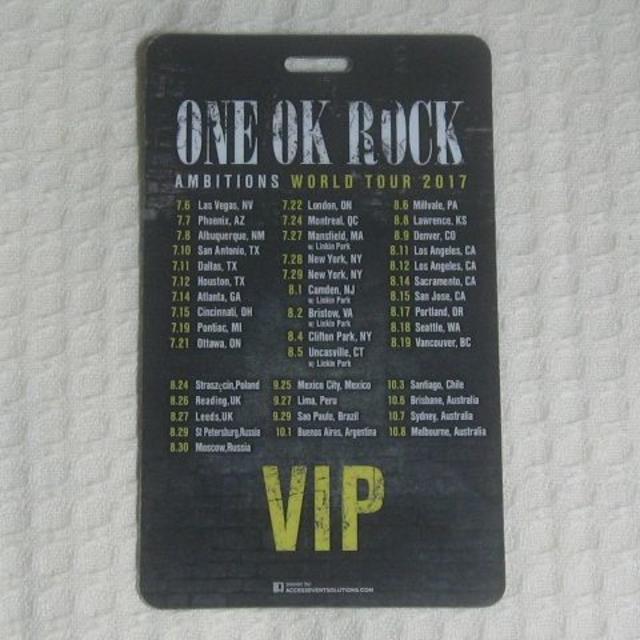 ONE OK ROCK
AMBITIONS WORLD TOUR 2017
7.6 Las Vegas, NV
7.7 Phoenix, AZ
7.8 Albuquerque, NM
7.10 San Antonio, TX
7.11 Dallas, TX
7.12 Houston, TX
7.14 Atlanta, GA
7.15 Cincinnati, OH
7.19 Pontiac, MI
7.21 Ottawa, ON
7.22 London, ON
7.24 Montreal, QC
7.27 Mansfield, MA
w/ Linkin Park
7.28 New York, NY
7.29 New York, NY
8.1 Camden, NJ
w/ Linkin Park
8.2 Bristow, VA
w/ Linkin Park
8.4 Clifton Park, NY
8.5 Uncasville, CT
w/ Linkin Park
8.6 Millvale, PA
8.8 Lawrence, KS
8.9 Denver, CO
8.11 Los Angeles, CA
8.12 Los Angeles, CA
8.14 Sacramento, CA
8.15 San Jose, CA
8.17 Portland, OR
8.18 Seattle, WA
8.19 Vancouver, BC
8.24 Straszęcin,Poland
8.26 Reading,UK
8.27 Leeds,UK
8.29 St Petersburg,Russia
8.30 Moscow,Russia
9.25 Mexico City, Mexico
9.27 Lima, Peru
9.29 Sao Paulo, Brazil
10.1 Buenos Aires, Argentina
10.3 Santiago, Chile
10.6 Brisbane, Australia
10.7 Sydney, Australia
10.8 Melbourne, Australia
VIP
ACCESSEVENTSOLUTIONS.COM